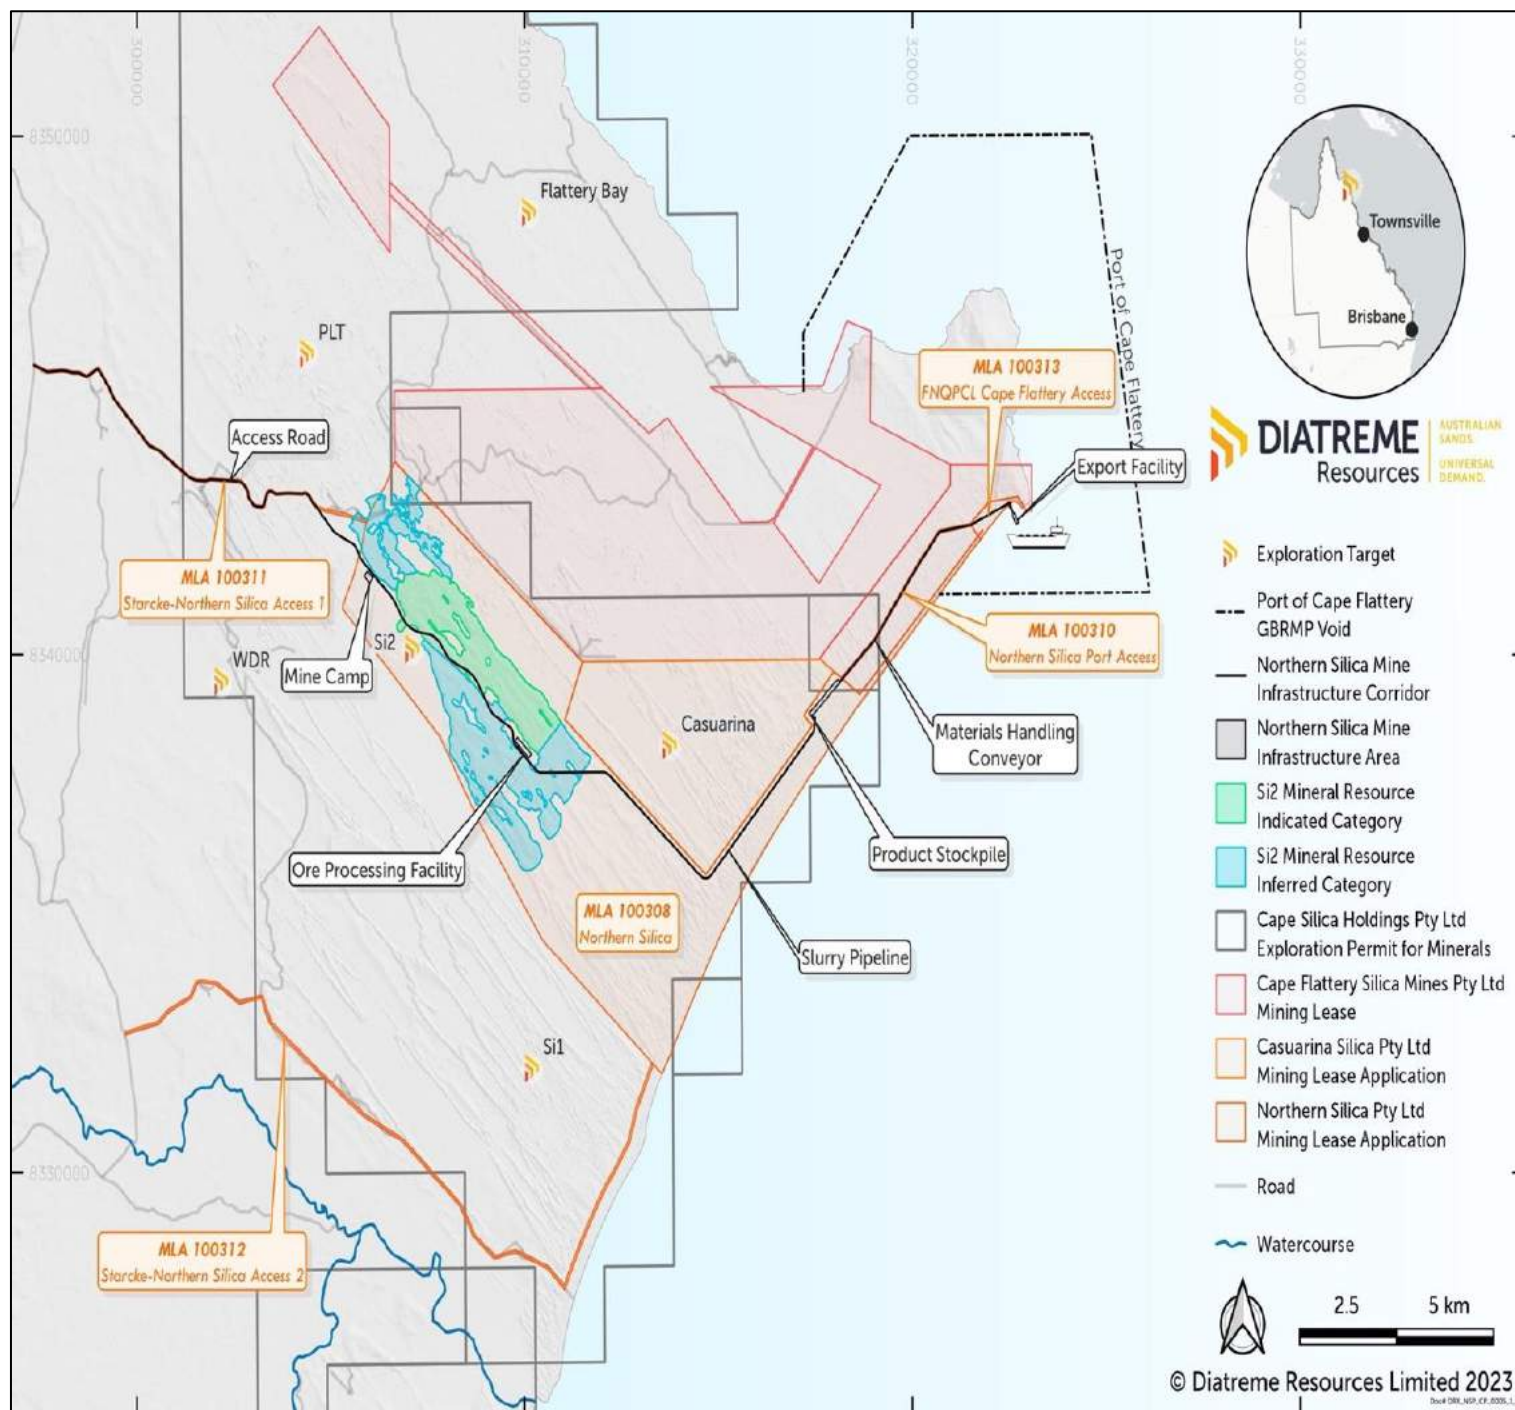 300000
310000
320000
330000
8350000
8340000
8330000
Flattery Bay
PLT
Access Road
MLA 100311
Starcke-Northern Silica Access 1
WDR
Mine Camp
Si2
Casuarina
Ore Processing Facility
MLA 100308
Northern Silica
Si1
MLA 100312
Starcke-Northern Silica Access 2
Slurry Pipeline
Product Stockpile
Materials Handling
Conveyor
MLA 100310
Northern Silica Port Access
MLA 100313
FNQPCL Cape Flattery Access
Export Facility
Port of Cape Flattery
Townsville
Brisbane
DIATREME
Resources
AUSTRALIAN
SANDS.
UNIVERSAL
DEMAND.
Exploration Target
Port of Cape Flattery
GBRMP Void
Northern Silica Mine
Infrastructure Corridor
Northern Silica Mine
Infrastructure Area
Si2 Mineral Resource
Indicated Category
Si2 Mineral Resource
Inferred Category
Cape Silica Holdings Pty Ltd
Exploration Permit for Minerals
Cape Flattery Silica Mines Pty Ltd
Mining Lease
Casuarina Silica Pty Ltd
Mining Lease Application
Northern Silica Pty Ltd
Mining Lease Application
Road
Watercourse
2.5 5 km
© Diatreme Resources Limited 2023